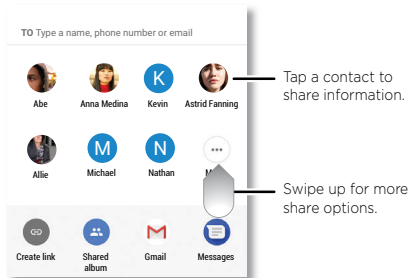 TO Type a name, phone number or email
K
Abe Anna Medina Kevin Astrid Fanning
Tap a contact to
share information.
M N
Allie Michael Nathan
Swipe up for more
share options.
Create link Shared
album Gmail Messages